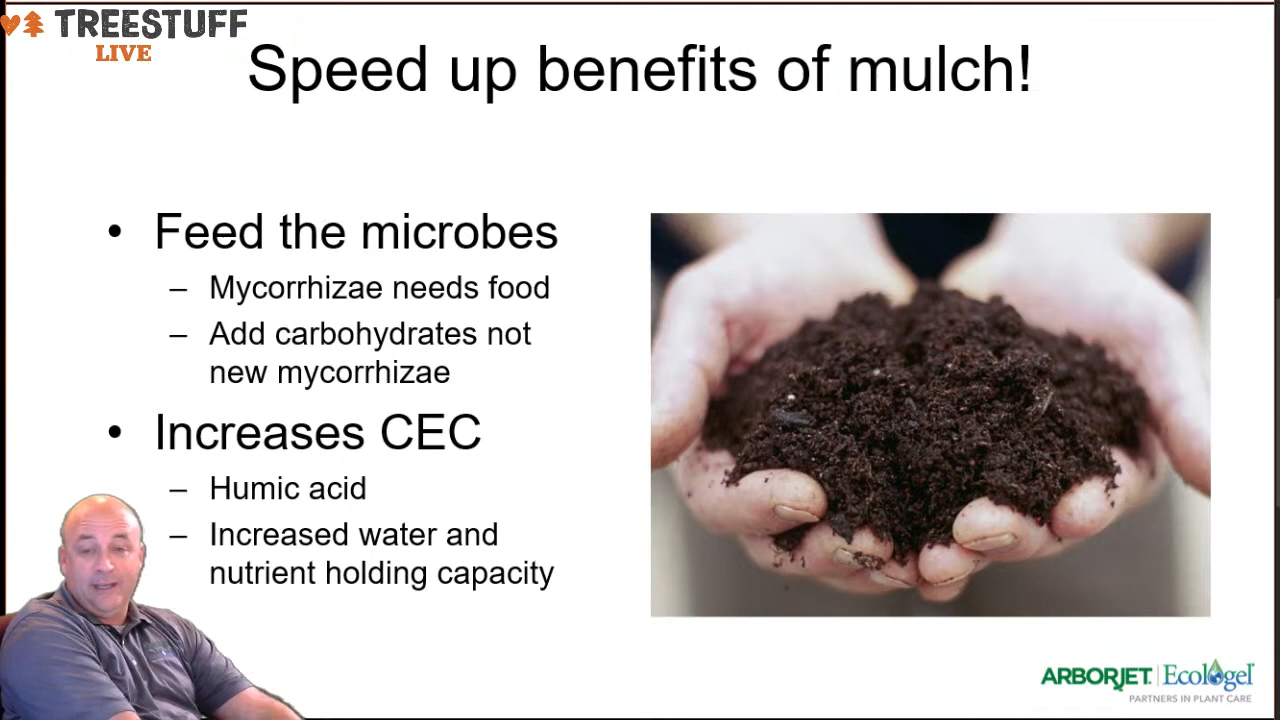 TREESTUFF
LIVE
Speed up benefits of mulch!
• Feed the microbes
– Mycorrhizae needs food
– Add carbohydrates not
new mycorrhizae
• Increases CEC
– Humic acid
– Increased water and
nutrient holding capacity
ARBORJET Ecologel
PARTNERS IN PLANT CARE